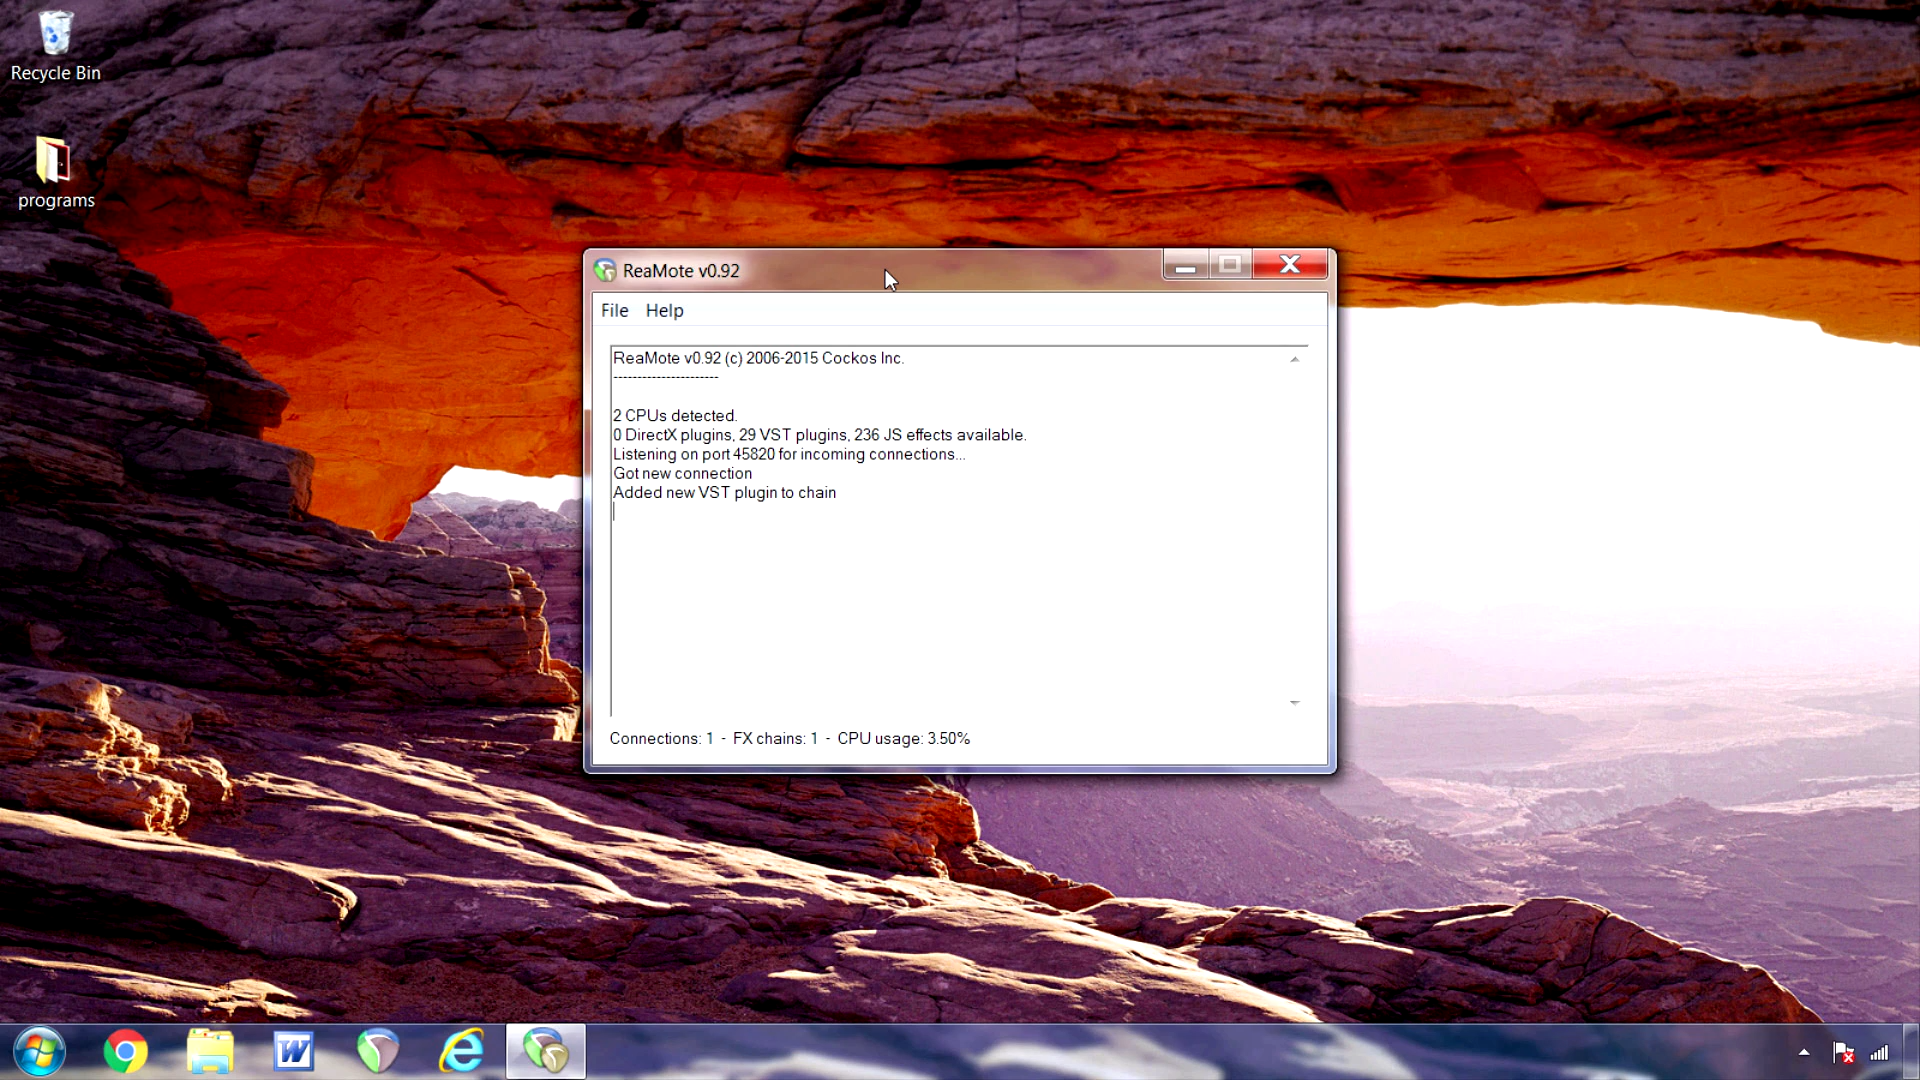 Recycle Bin
programs
ReaMote v0.92
File Help
ReaMote v0.92 (c) 2006-2015 Cockos Inc.
----------------------
2 CPUs detected.
0 DirectX plugins, 29 VST plugins, 236 JS effects available.
Listening on port 45820 for incoming connections...
Got new connection
Added new VST plugin to chain
Connections: 1 - FX chains: 1 - CPU usage: 3.50%